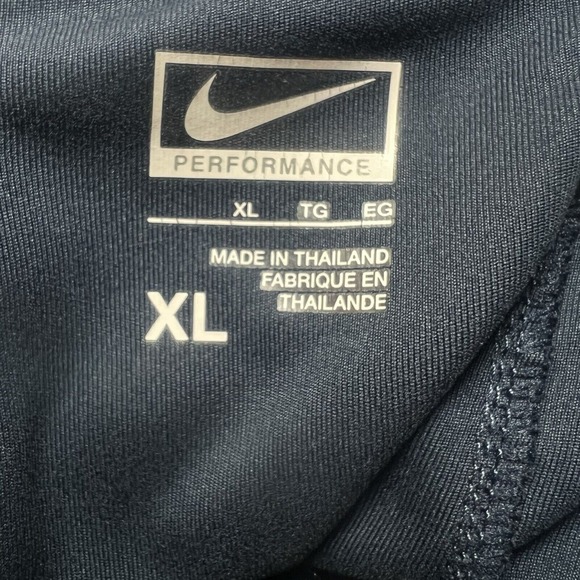 PERFORMANCE
XL TG EG
MADE IN THAILAND
FABRIQUE EN
THAILANDE
XL